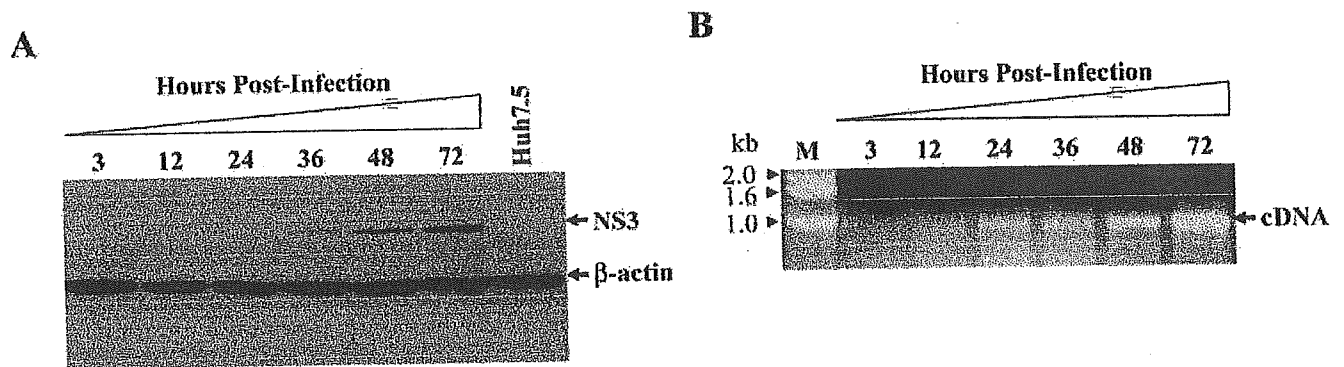 A
Hours Post-Infection
3 12 24 36 48 72 Huh7.5
NS3
β-actin
B
Hours Post-Infection
kb M 3 12 24 36 48 72
2.0
1.6
1.0
cDNA